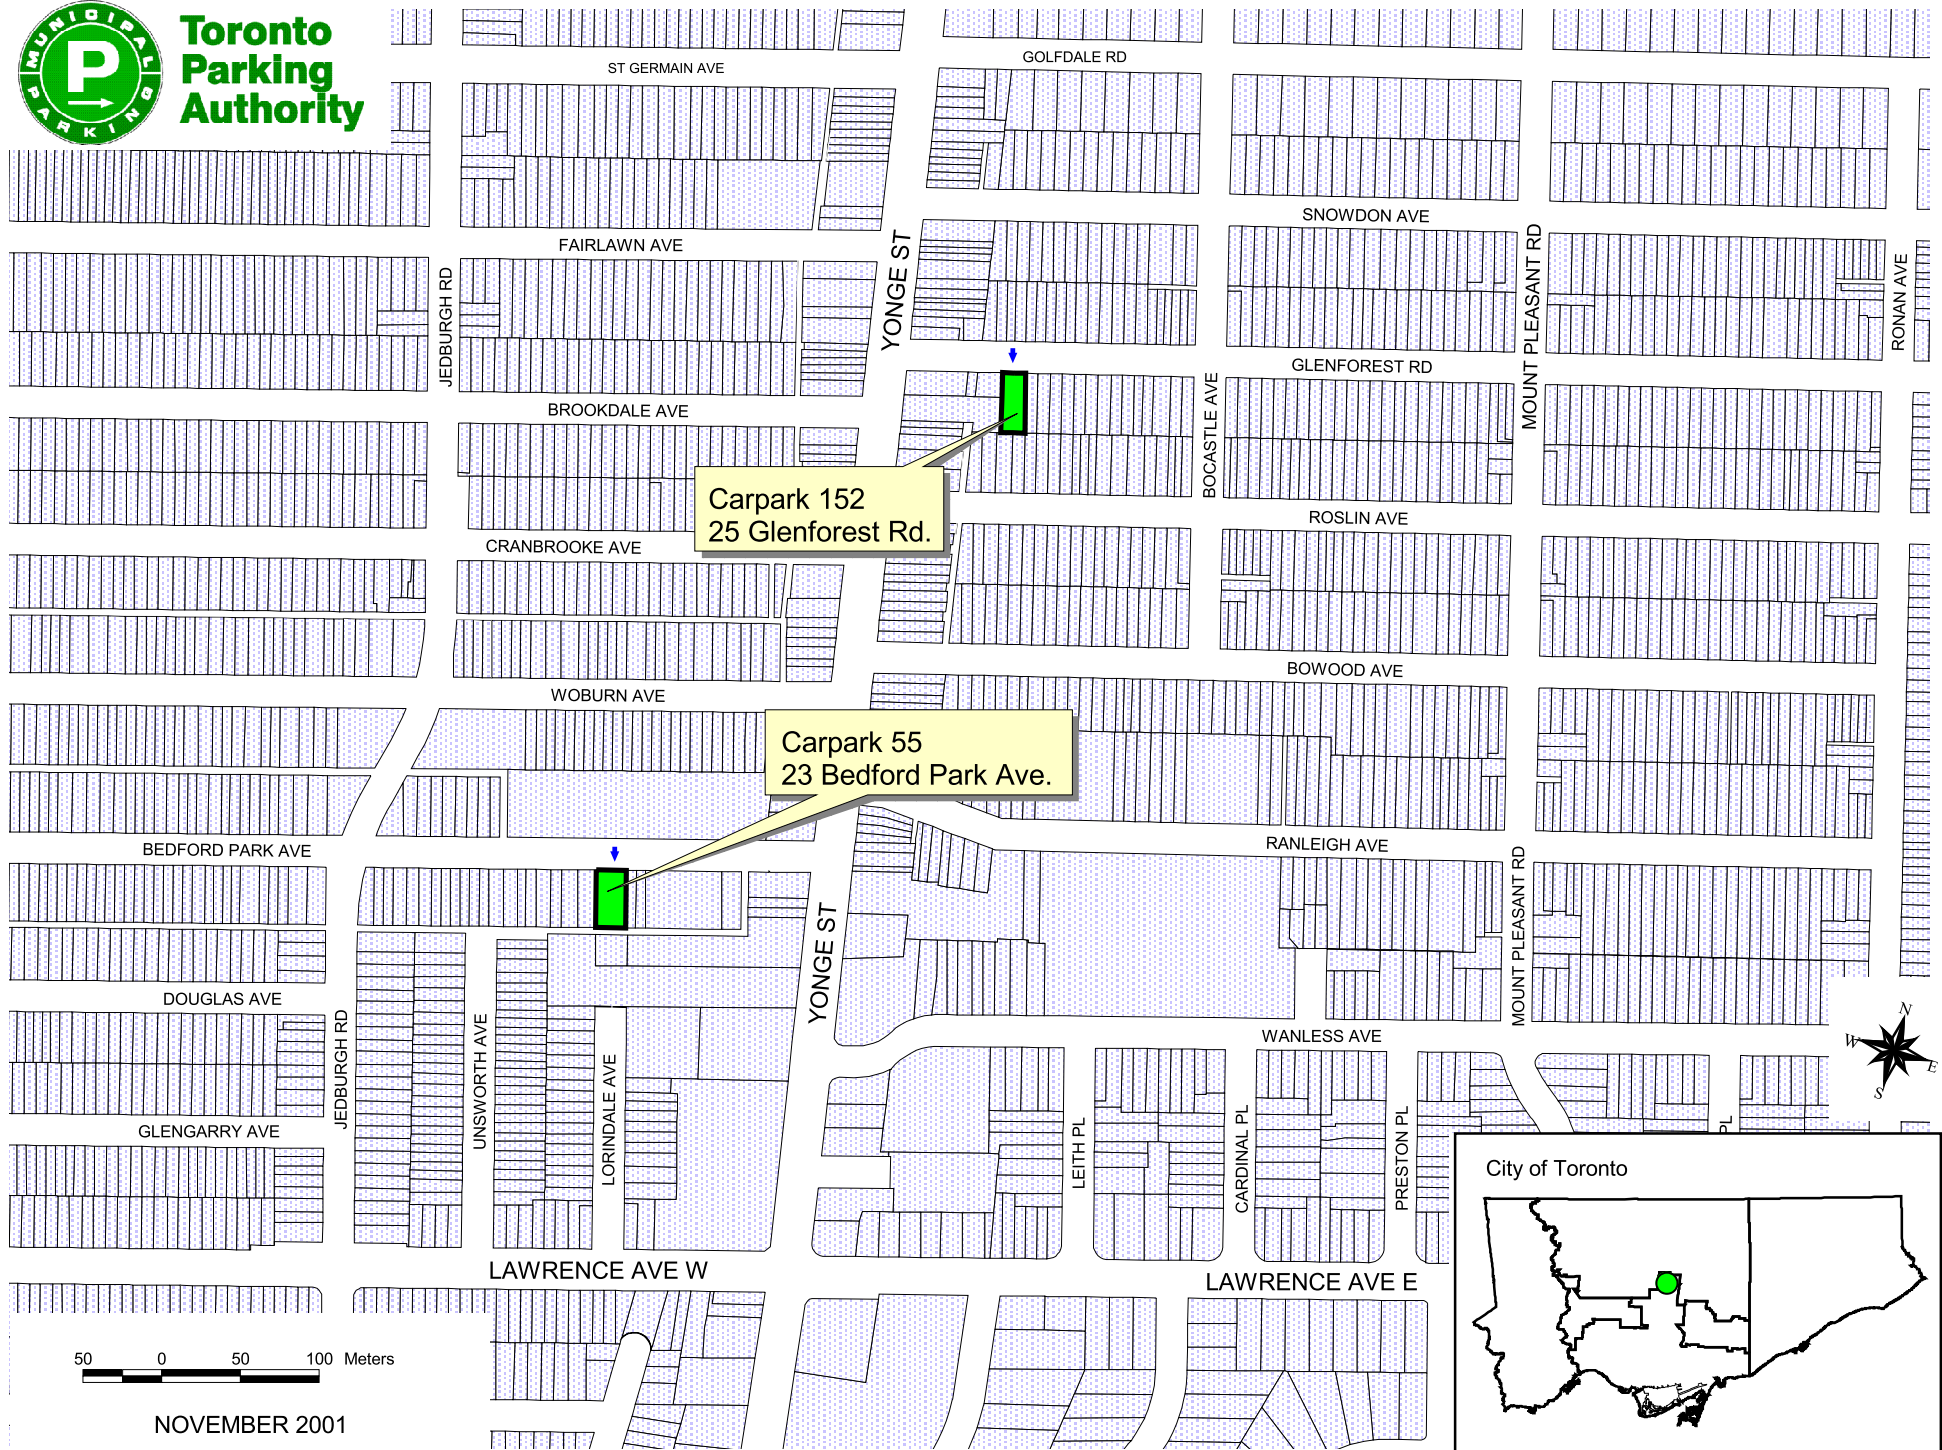 MUNICIPAL
P
PARKING
Toronto
Parking
Authority
ST GERMAIN AVE
GOLFDALE RD
SNOWDON AVE
FAIRLAWN AVE
YONGE ST
MOUNT PLEASANT RD
RONAN AVE
JEDBURGH RD
GLENFOREST RD
BROOKDALE AVE
BOCASTLE AVE
Carpark 152
25 Glenforest Rd.
ROSLIN AVE
CRANBROOKE AVE
BOWOOD AVE
WOBURN AVE
Carpark 55
23 Bedford Park Ave.
RANLEIGH AVE
BEDFORD PARK AVE
MOUNT PLEASANT RD
YONGE ST
DOUGLAS AVE
JEDBURGH RD
UNSWORTH AVE
LORINDALE AVE
WANLESS AVE
N
W
E
S
GLENGARRY AVE
LEITH PL
CARDINAL PL
PRESTON PL
PL
City of Toronto
LAWRENCE AVE W
LAWRENCE AVE E
50 0 50 100 Meters
NOVEMBER 2001